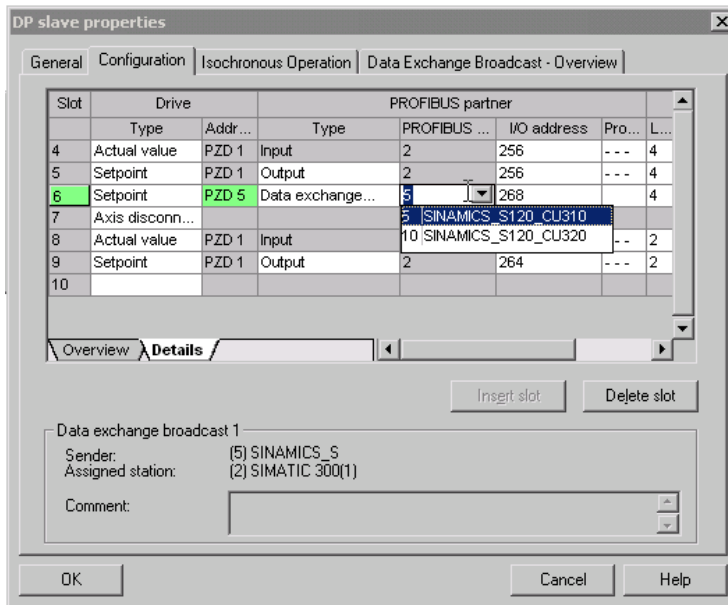 DP slave properties
General Configuration Isochronous Operation Data Exchange Broadcast - Overview
Slot Drive PROFIBUS partner
Type Addr... Type PROFIBUS ... I/O address Pro... L...
4 Actual value PZD 1 Input 2 256 - - - 4
5 Setpoint PZD 1 Output 2 256 - - - 4
6 Setpoint PZD 5 Data exchange... 5 268 4
7 Axis disconn... 5 SINAMICS_S120_CU310
8 Actual value PZD 1 Input 10 SINAMICS_S120_CU320 - - 2
9 Setpoint PZD 1 Output 2 264 - - - 2
10
Overview Details
Insert slot Delete slot
Data exchange broadcast 1
Sender: (5) SINAMICS_S
Assigned station: (2) SIMATIC 300(1)
Comment:
OK Cancel Help